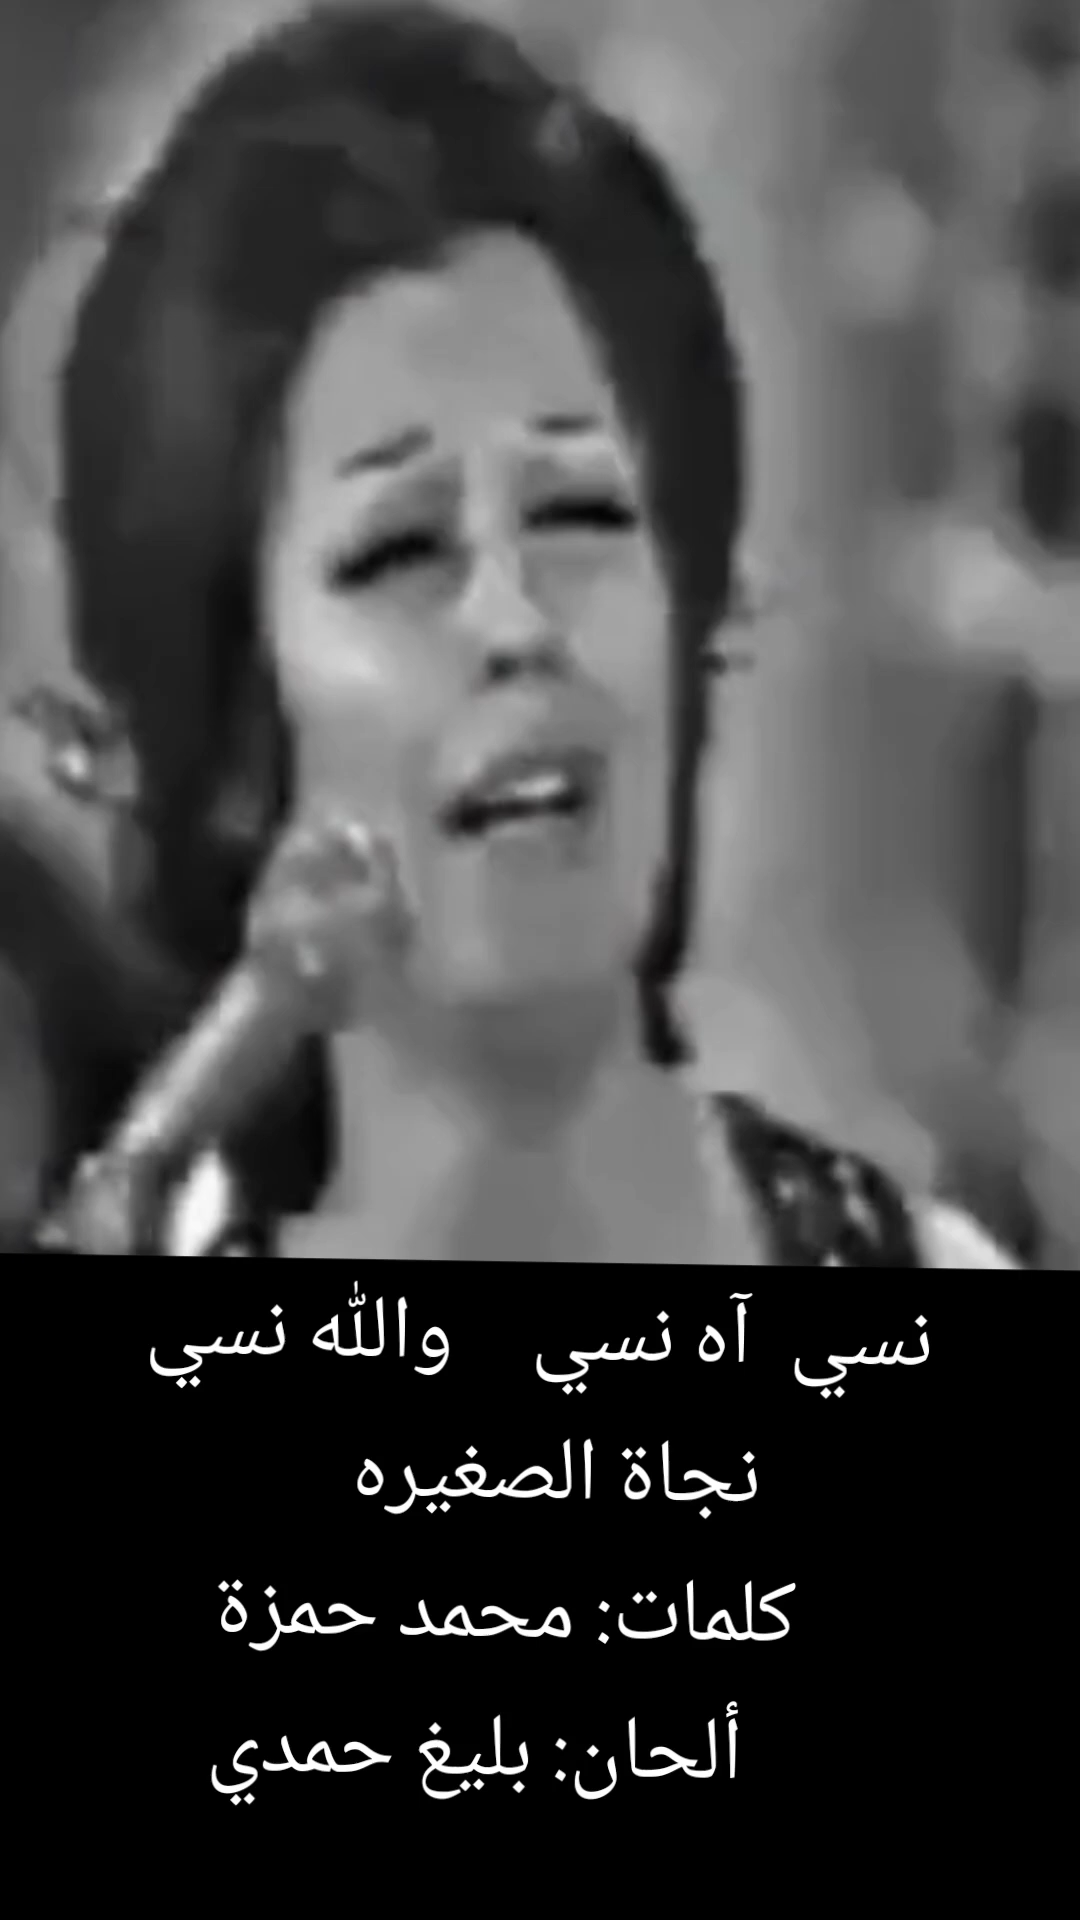 نسي آه نسي والله نسي
نجاة الصغيره
كلمات: محمد حمزة
ألحان: بليغ حمدي